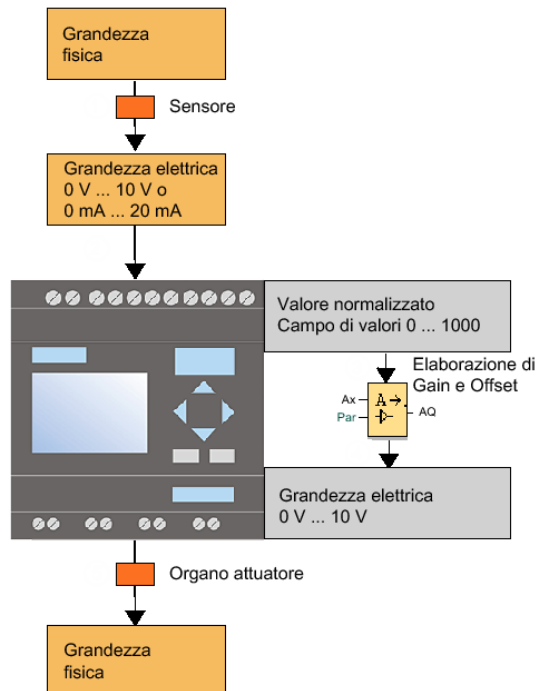 Grandezza
fisica
Sensore
Grandezza elettrica
0 V ... 10 V o
0 mA ... 20 mA
Valore normalizzato
Campo di valori 0 ... 1000
Elaborazione di
Gain e Offset
Ax
A→
AQ
Par
Grandezza elettrica
0 V ... 10 V
Organo attuatore
Grandezza
fisica